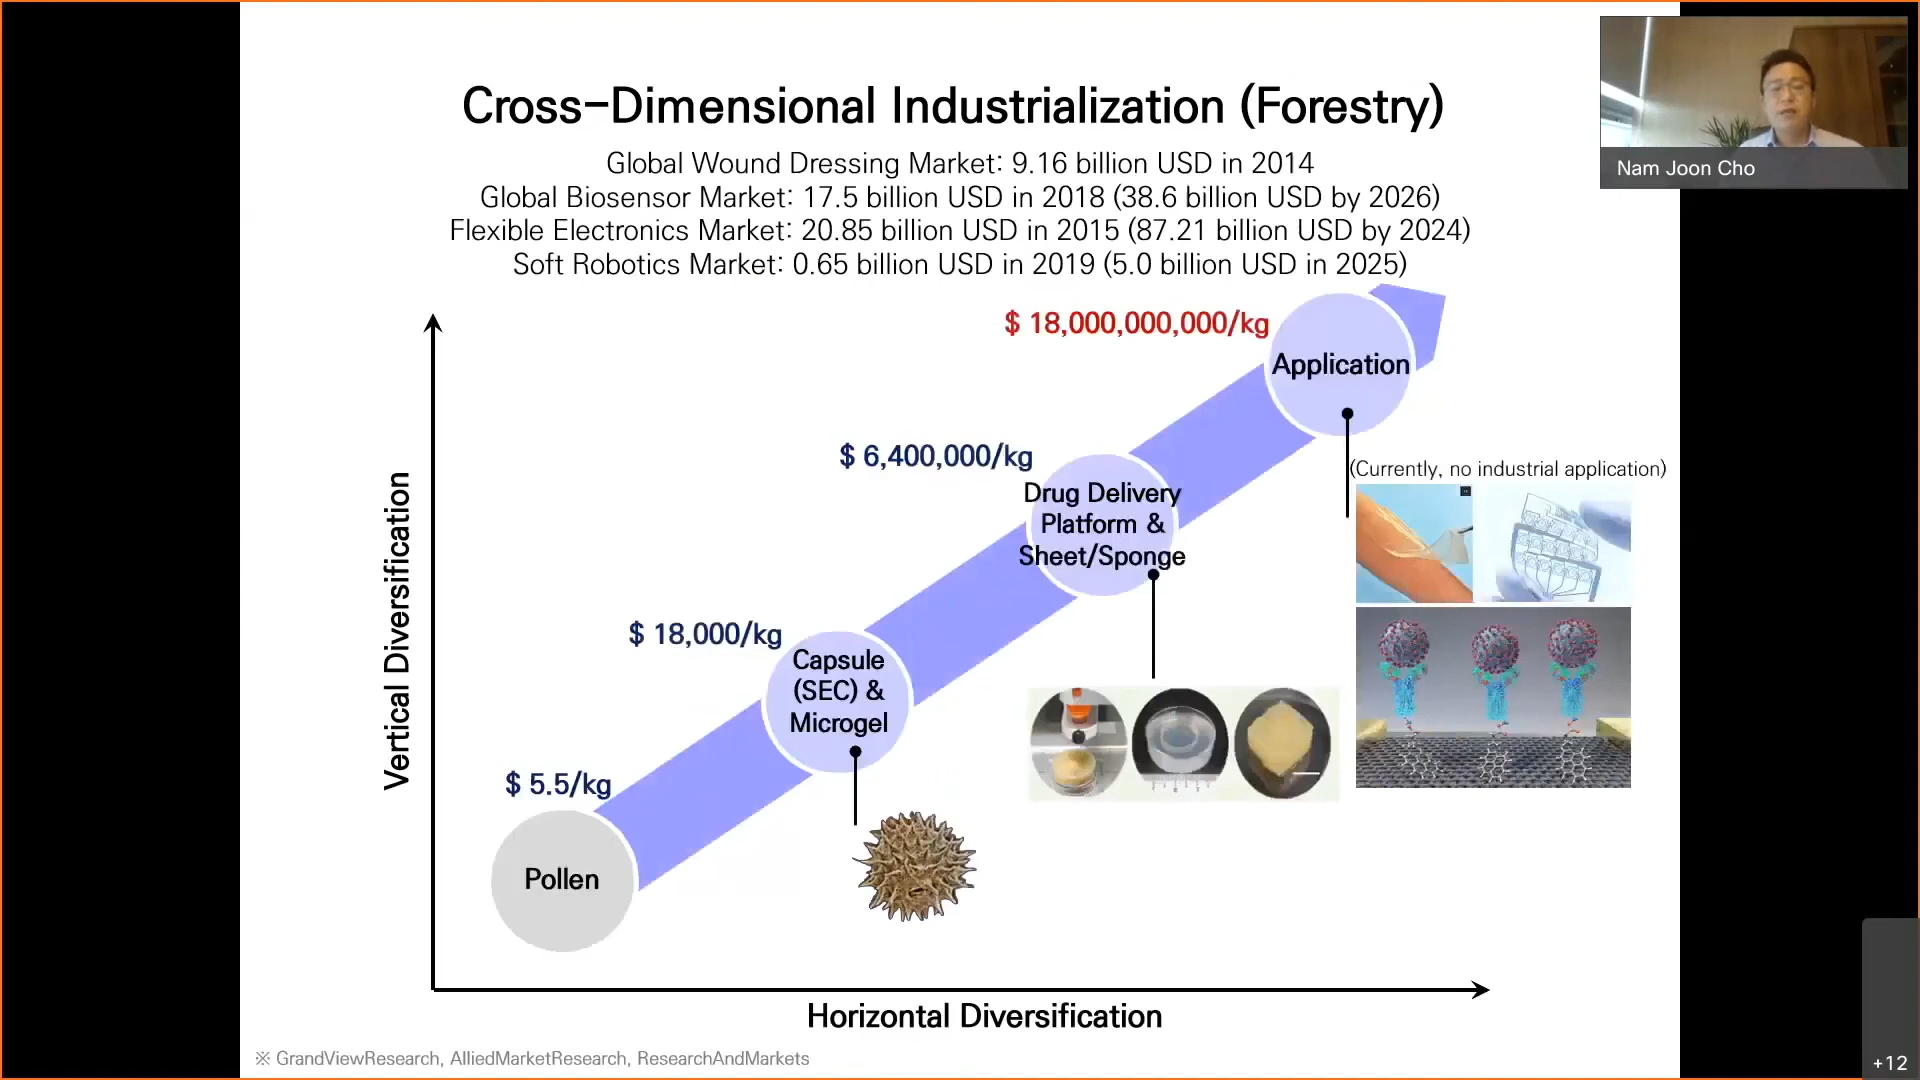 Cross-Dimensional Industrialization (Forestry)
Global Wound Dressing Market: 9.16 billion USD in 2014
Global Biosensor Market: 17.5 billion USD in 2018 (38.6 billion USD by 2026)
Flexible Electronics Market: 20.85 billion USD in 2015 (87.21 billion USD by 2024)
Soft Robotics Market: 0.65 billion USD in 2019 (5.0 billion USD in 2025)
Nam Joon Cho
$ 18,000,000,000/kg
Application
$ 6,400,000/kg
(Currently, no industrial application)
Drug Delivery
Platform &
Sheet/Sponge
$ 18,000/kg
Capsule
(SEC) &
Microgel
$ 5.5/kg
Pollen
Vertical Diversification
Horizontal Diversification
※ GrandViewResearch, AlliedMarketResearch, ResearchAndMarkets
+12